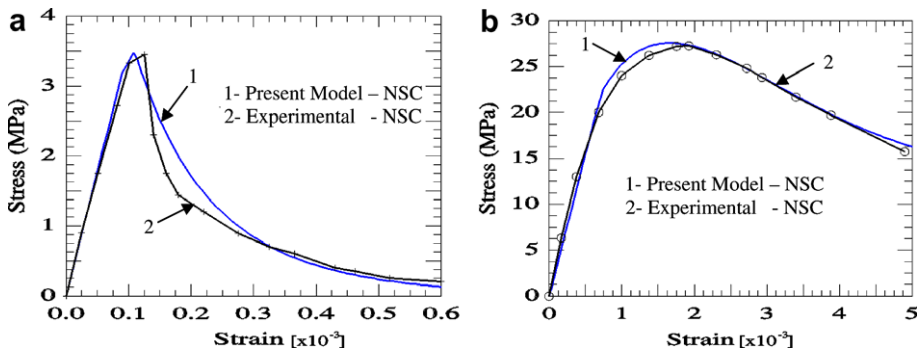 a
4
3
2
1
0
Stress (MPa)
1
1- Present Model – NSC
2- Experimental - NSC
2
0.0 0.1 0.2 0.3 0.4 0.5 0.6
Strain [x10⁻³]
b
30
25
20
15
10
5
0
Stress (MPa)
1
2
1- Present Model – NSC
2- Experimental - NSC
0 1 2 3 4 5
Strain [x10⁻³]